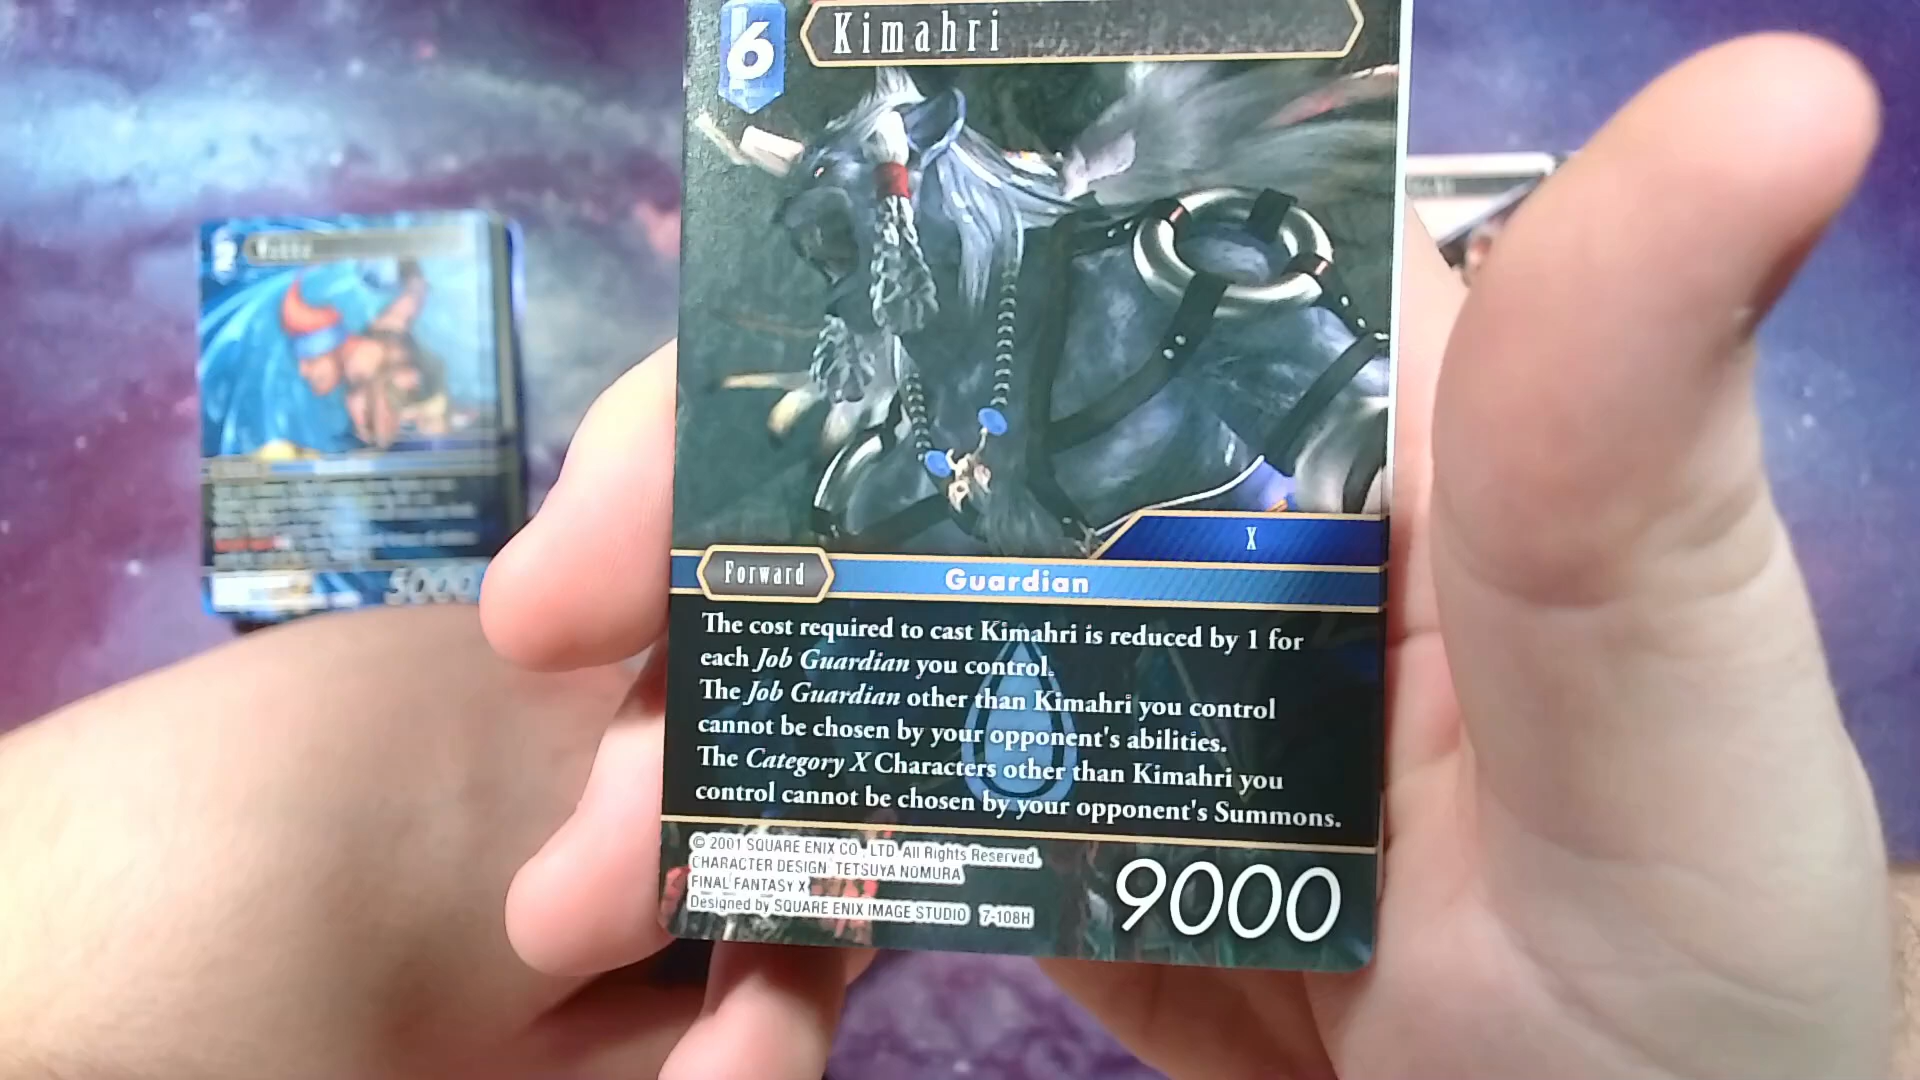 6
Kimahri
X
Forward
Guardian
The cost required to cast Kimahri is reduced by 1 for
each Job Guardian you control.
The Job Guardian other than Kimahri you control
cannot be chosen by your opponent's abilities.
The Category X Characters other than Kimahri you
control cannot be chosen by your opponent's Summons.
© 2001 SQUARE ENIX CO., LTD. All Rights Reserved.
CHARACTER DESIGN: TETSUYA NOMURA
FINAL FANTASY X
Designed by SQUARE ENIX IMAGE STUDIO 7-108H
9000
Wakka
5000